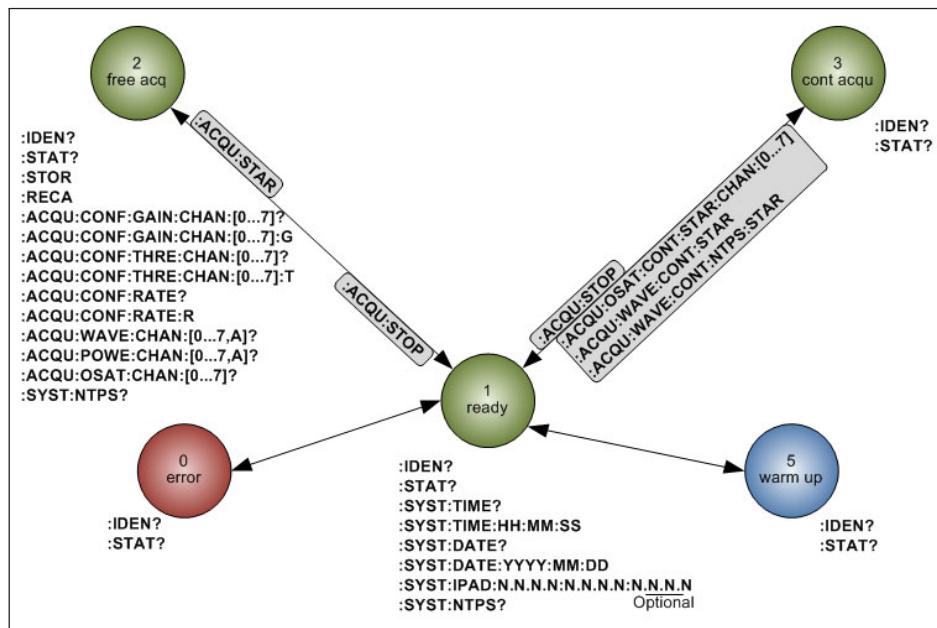 2
free acq
3
cont acqu
:IDEN?
:STAT?
:STOR
:RECA
:ACQU:CONF:GAIN:CHAN:[0...7]?
:ACQU:CONF:GAIN:CHAN:[0...7]:G
:ACQU:CONF:THRE:CHAN:[0...7]?
:ACQU:CONF:THRE:CHAN:[0...7]:T
:ACQU:CONF:RATE?
:ACQU:CONF:RATE:R
:ACQU:WAVE:CHAN:[0...7,A]?
:ACQU:POWE:CHAN:[0...7,A]?
:ACQU:OSAT:CHAN:[0...7]?
:SYST:NTPS?
:ACQU:STAR
:ACQU:STOP
:ACQU:STOP
:ACQU:OSAT:CONT:STAR:CHAN:[0...7]
:ACQU:WAVE:CONT:STAR
:ACQU:WAVE:CONT:NTPS:STAR
:IDEN?
:STAT?
1
ready
0
error
:IDEN?
:STAT?
5
warm up
:IDEN?
:STAT?
:IDEN?
:STAT?
:SYST:TIME?
:SYST:TIME:HH:MM:SS
:SYST:DATE?
:SYST:DATE:YYYY:MM:DD
:SYST:IPAD:N.N.N.N:N.N.N.N:N.N.N.N
:SYST:NTPS?
Optional